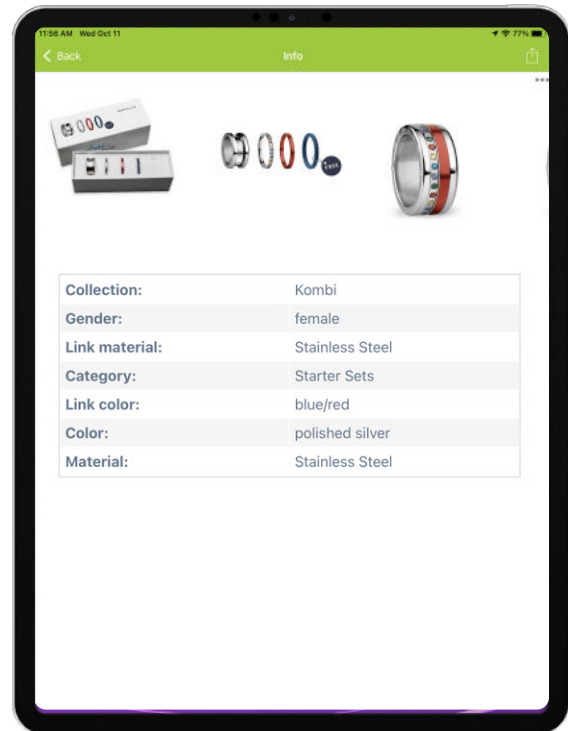 11:56 AM Wed Oct 11
77%
Back
Info
FREE
Collection: Kombi
Gender: female
Link material: Stainless Steel
Category: Starter Sets
Link color: blue/red
Color: polished silver
Material: Stainless Steel